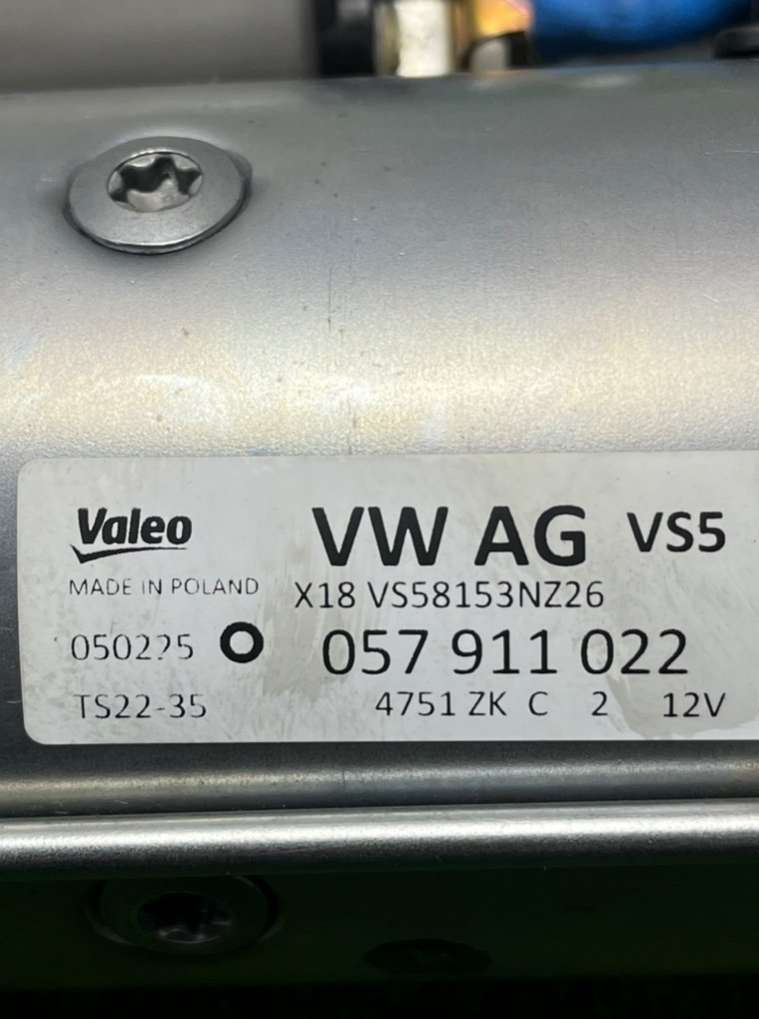 Valeo
VW AG VS5
MADE IN POLAND
X18 VS58153NZ26
057 911 022
TS22-35
4751 ZK C 2 12V